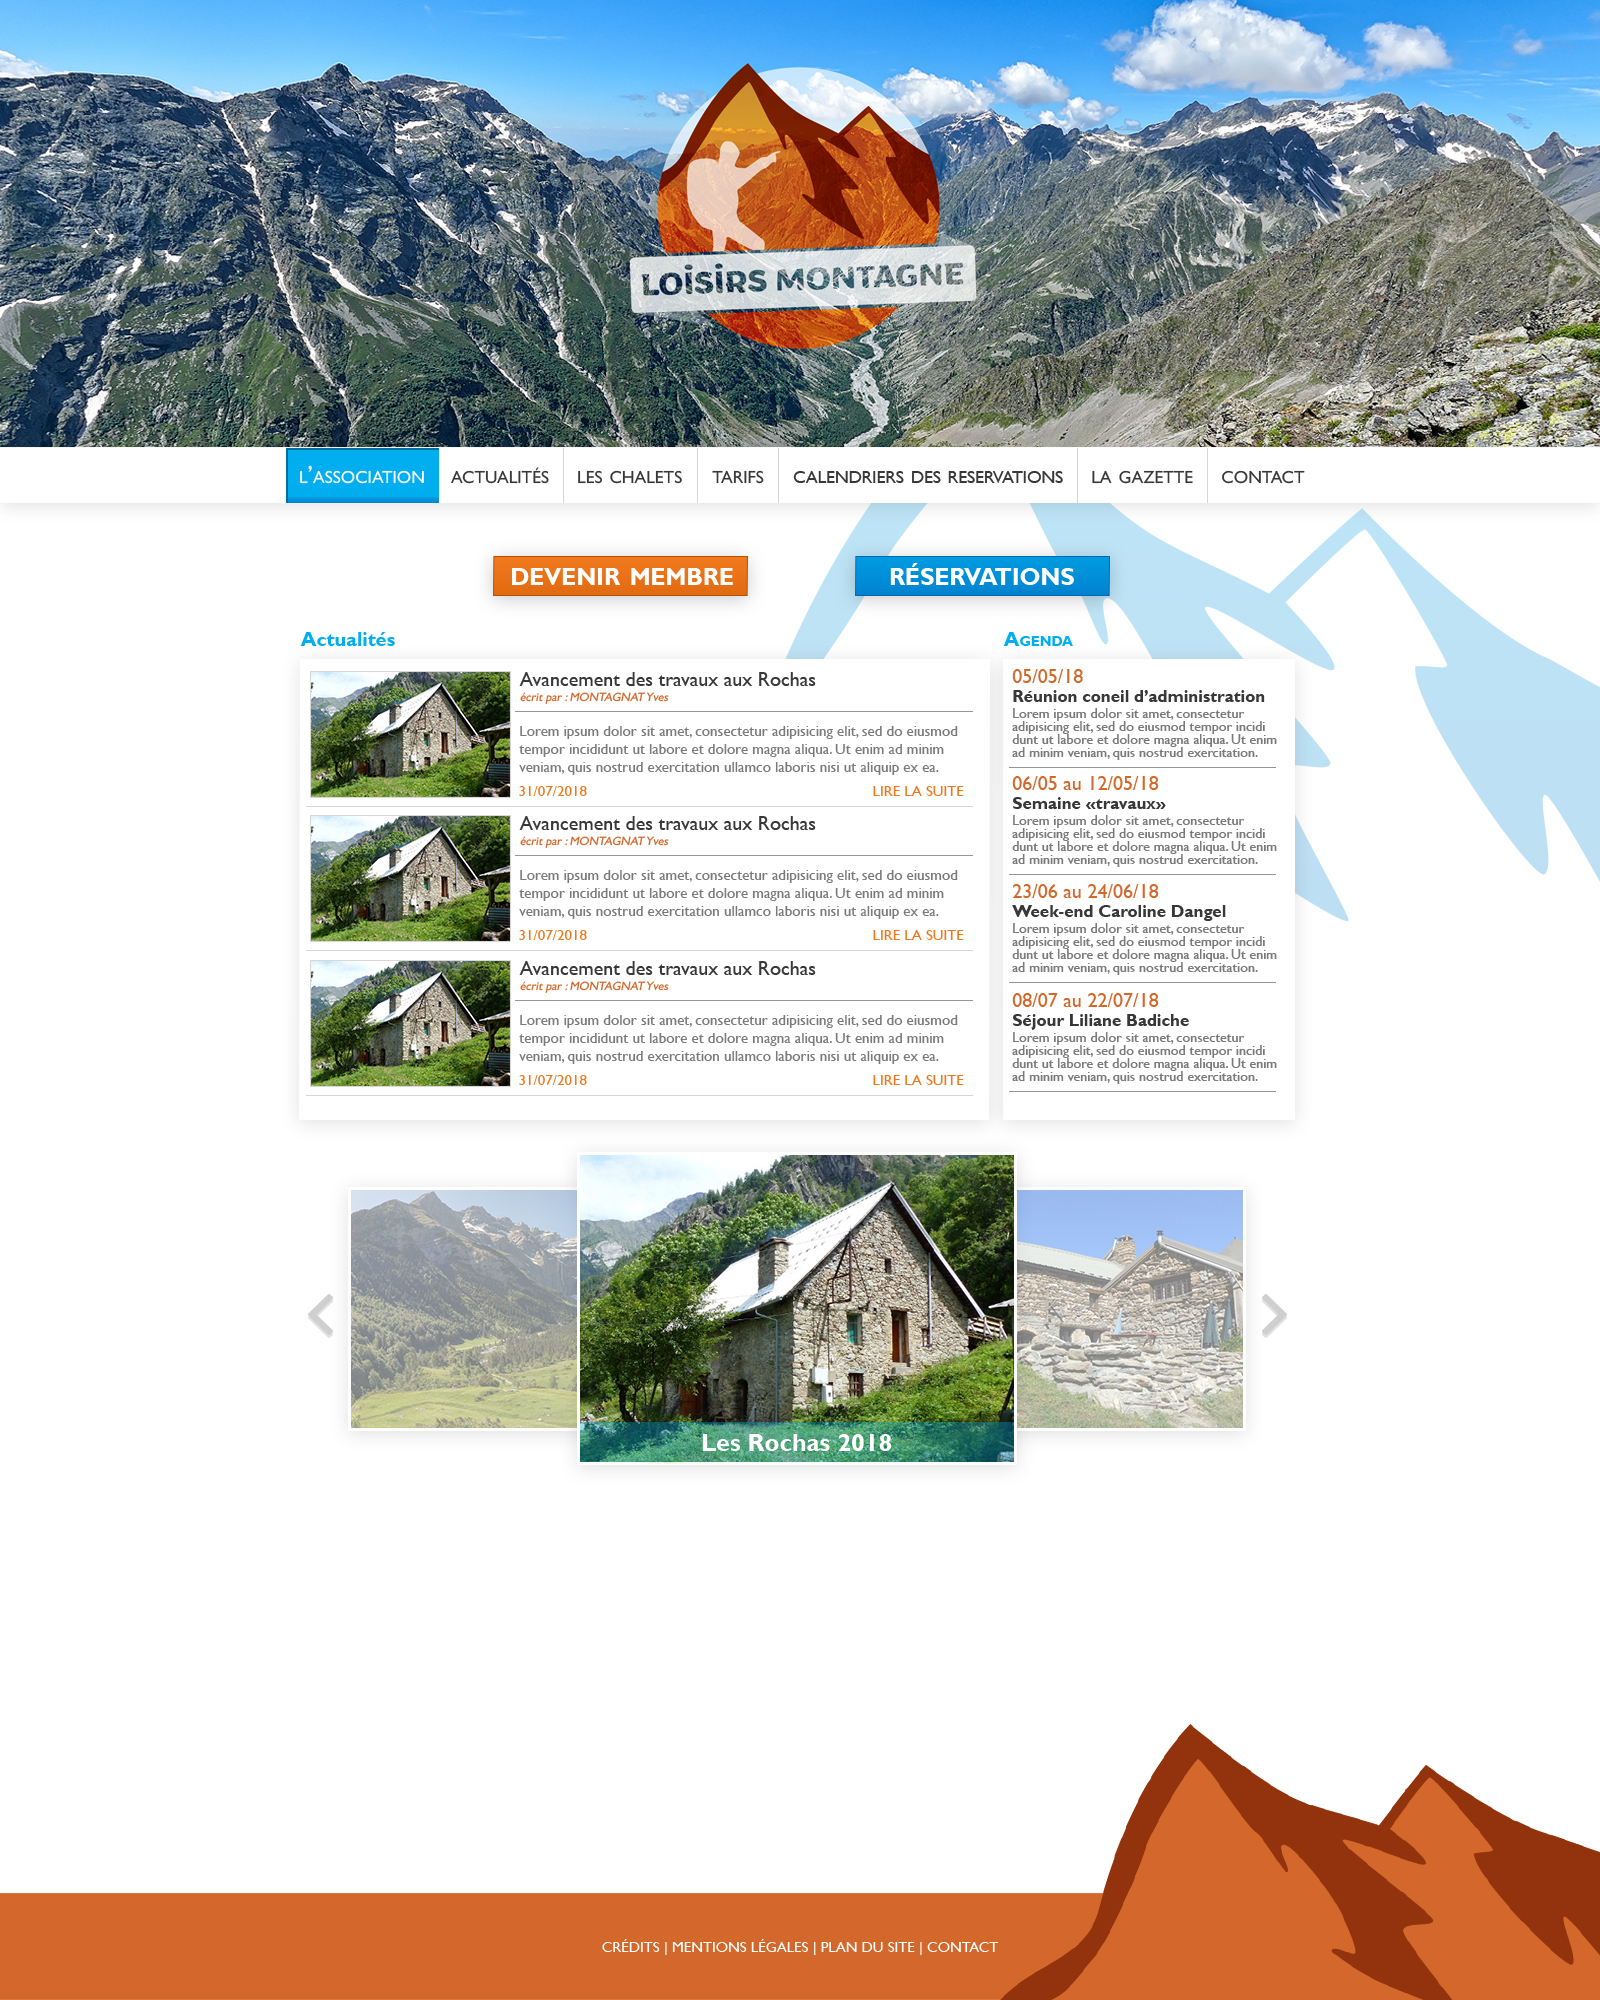 LOiSiRS MONTAGNE
L'ASSOCIATION
ACTUALITÉS
LES CHALETS
TARIFS
CALENDRIERS DES RESERVATIONS
LA GAZETTE
CONTACT
DEVENIR MEMBRE
RÉSERVATIONS
Actualités
Avancement des travaux aux Rochas
écrit par : MONTAGNAT Yves
Lorem ipsum dolor sit amet, consectetur adipisicing elit, sed do eiusmod
tempor incididunt ut labore et dolore magna aliqua. Ut enim ad minim
veniam, quis nostrud exercitation ullamco laboris nisi ut aliquip ex ea.
31/07/2018
LIRE LA SUITE
Avancement des travaux aux Rochas
écrit par : MONTAGNAT Yves
Lorem ipsum dolor sit amet, consectetur adipisicing elit, sed do eiusmod
tempor incididunt ut labore et dolore magna aliqua. Ut enim ad minim
veniam, quis nostrud exercitation ullamco laboris nisi ut aliquip ex ea.
31/07/2018
LIRE LA SUITE
Avancement des travaux aux Rochas
écrit par : MONTAGNAT Yves
Lorem ipsum dolor sit amet, consectetur adipisicing elit, sed do eiusmod
tempor incididunt ut labore et dolore magna aliqua. Ut enim ad minim
veniam, quis nostrud exercitation ullamco laboris nisi ut aliquip ex ea.
31/07/2018
LIRE LA SUITE
AGENDA
05/05/18
Réunion coneil d'administration
Lorem ipsum dolor sit amet, consectetur
adipisicing elit, sed do eiusmod tempor incidi
dunt ut labore et dolore magna aliqua. Ut enim
ad minim veniam, quis nostrud exercitation.
06/05 au 12/05/18
Semaine «travaux»
Lorem ipsum dolor sit amet, consectetur
adipisicing elit, sed do eiusmod tempor incidi
dunt ut labore et dolore magna aliqua. Ut enim
ad minim veniam, quis nostrud exercitation.
23/06 au 24/06/18
Week-end Caroline Dangel
Lorem ipsum dolor sit amet, consectetur
adipisicing elit, sed do eiusmod tempor incidi
dunt ut labore et dolore magna aliqua. Ut enim
ad minim veniam, quis nostrud exercitation.
08/07 au 22/07/18
Séjour Liliane Badiche
Lorem ipsum dolor sit amet, consectetur
adipisicing elit, sed do eiusmod tempor incidi
dunt ut labore et dolore magna aliqua. Ut enim
ad minim veniam, quis nostrud exercitation.
Les Rochas 2018
CRÉDITS | MENTIONS LÉGALES | PLAN DU SITE | CONTACT